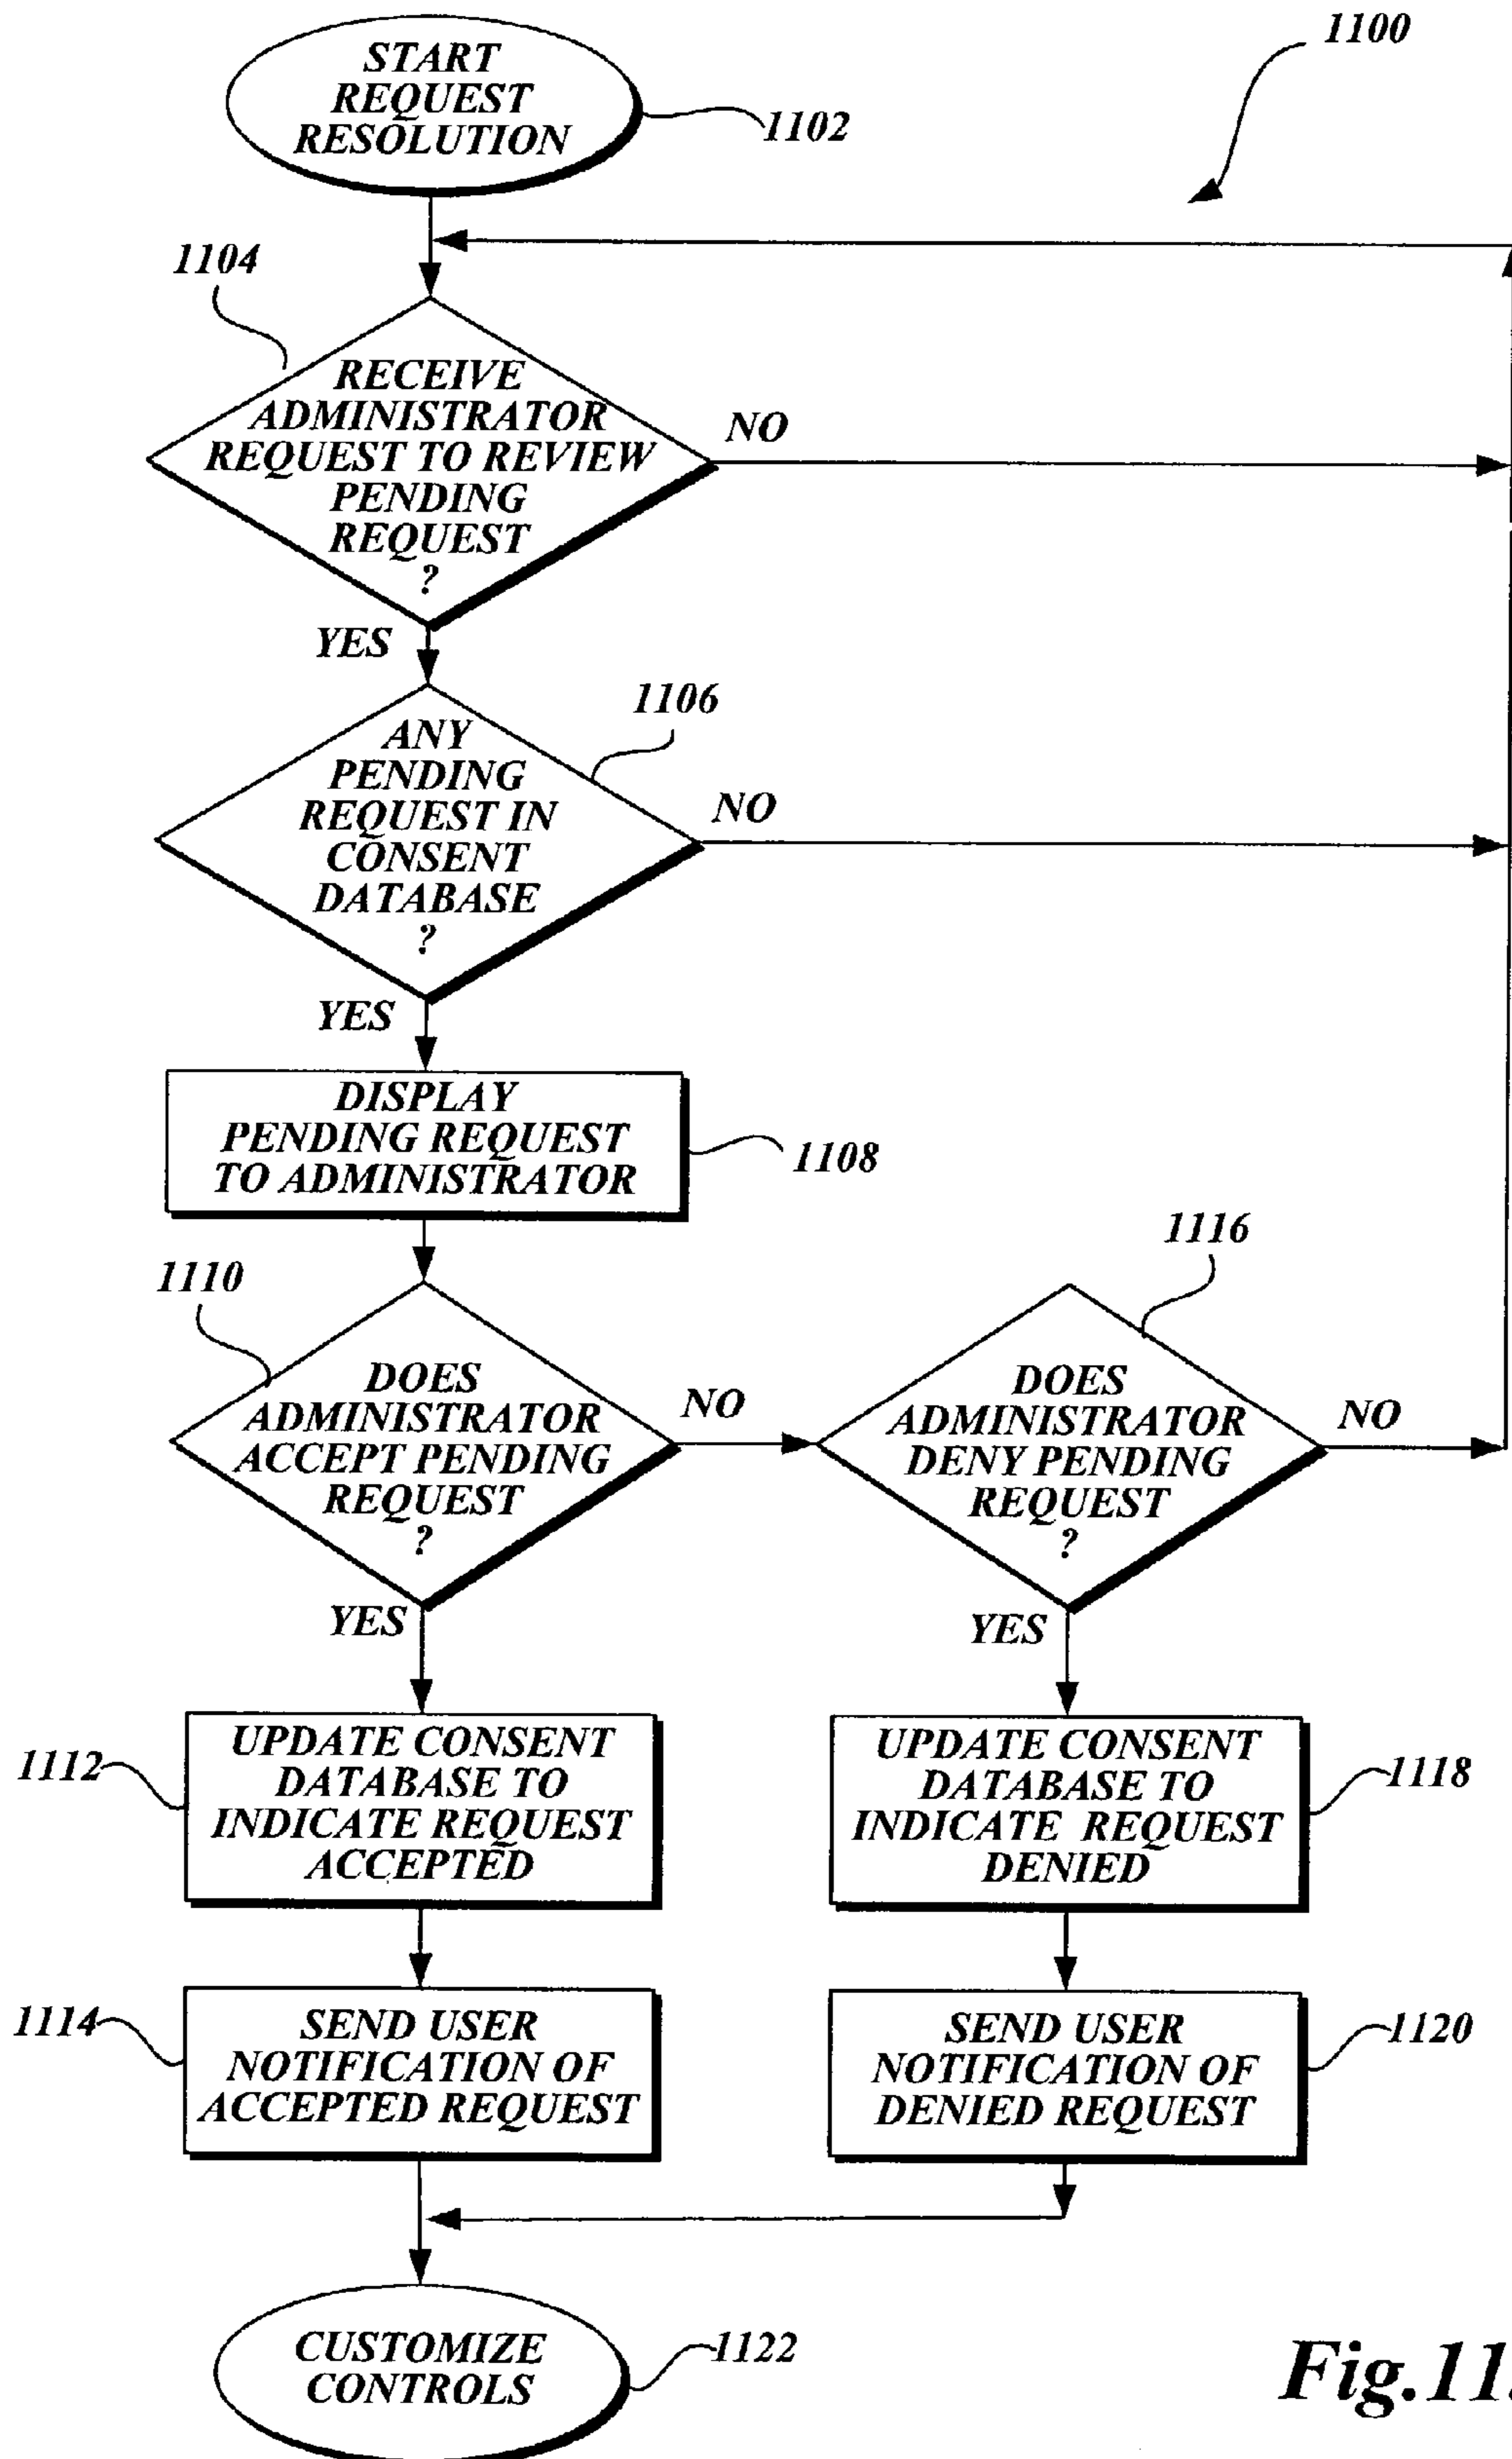 START
REQUEST
RESOLUTION
1102
1100
1104
RECEIVE
ADMINISTRATOR
REQUEST TO REVIEW
PENDING
REQUEST
?
NO
YES
1106
ANY
PENDING
REQUEST IN
CONSENT
DATABASE
?
NO
YES
DISPLAY
PENDING REQUEST
TO ADMINISTRATOR
1108
1110
DOES
ADMINISTRATOR
ACCEPT PENDING
REQUEST
?
NO
YES
1116
DOES
ADMINISTRATOR
DENY PENDING
REQUEST
?
NO
YES
1112
UPDATE CONSENT
DATABASE TO
INDICATE REQUEST
ACCEPTED
UPDATE CONSENT
DATABASE TO
INDICATE REQUEST
DENIED
1118
1114
SEND USER
NOTIFICATION OF
ACCEPTED REQUEST
SEND USER
NOTIFICATION OF
DENIED REQUEST
1120
CUSTOMIZE
CONTROLS
1122
Fig.11.